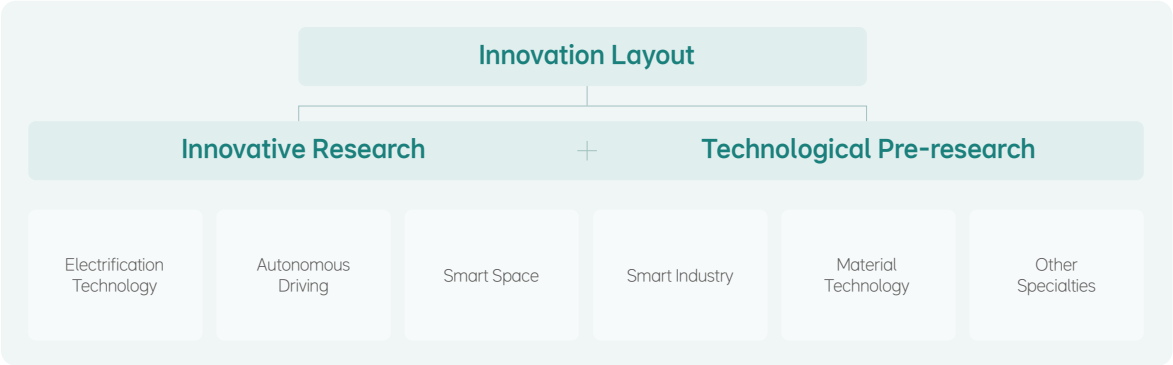 Innovation Layout
Innovative Research + Technological Pre-research
Electrification
Technology
Autonomous
Driving
Smart Space
Smart Industry
Material
Technology
Other
Specialties